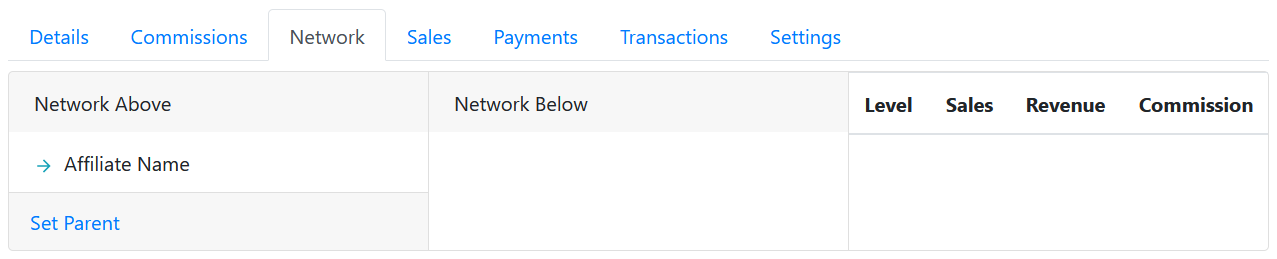 Details Commissions Network Sales Payments Transactions Settings
Network Above Network Below Level Sales Revenue Commission
Affiliate Name
Set Parent